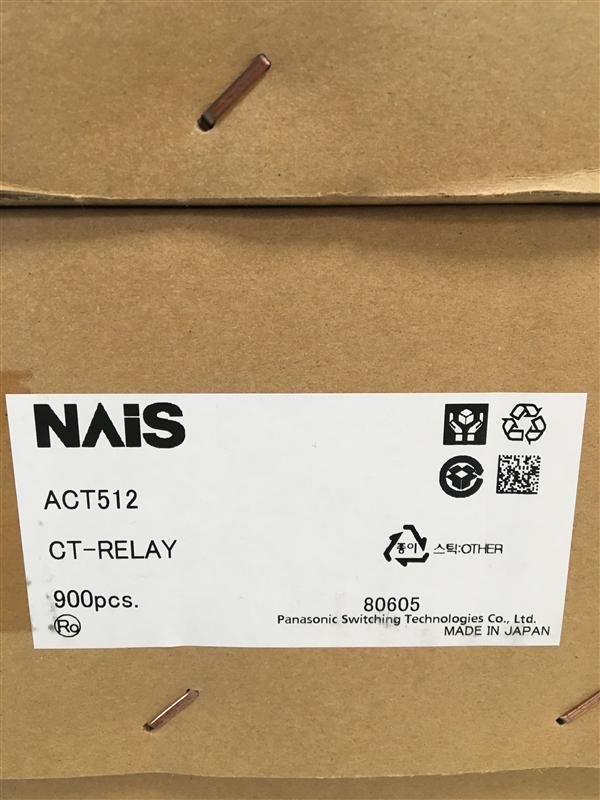 NAiS
ACT512
CT-RELAY
종이 스틱:OTHER
900pcs.
80605
Ro
Panasonic Switching Technologies Co., Ltd.
MADE IN JAPAN